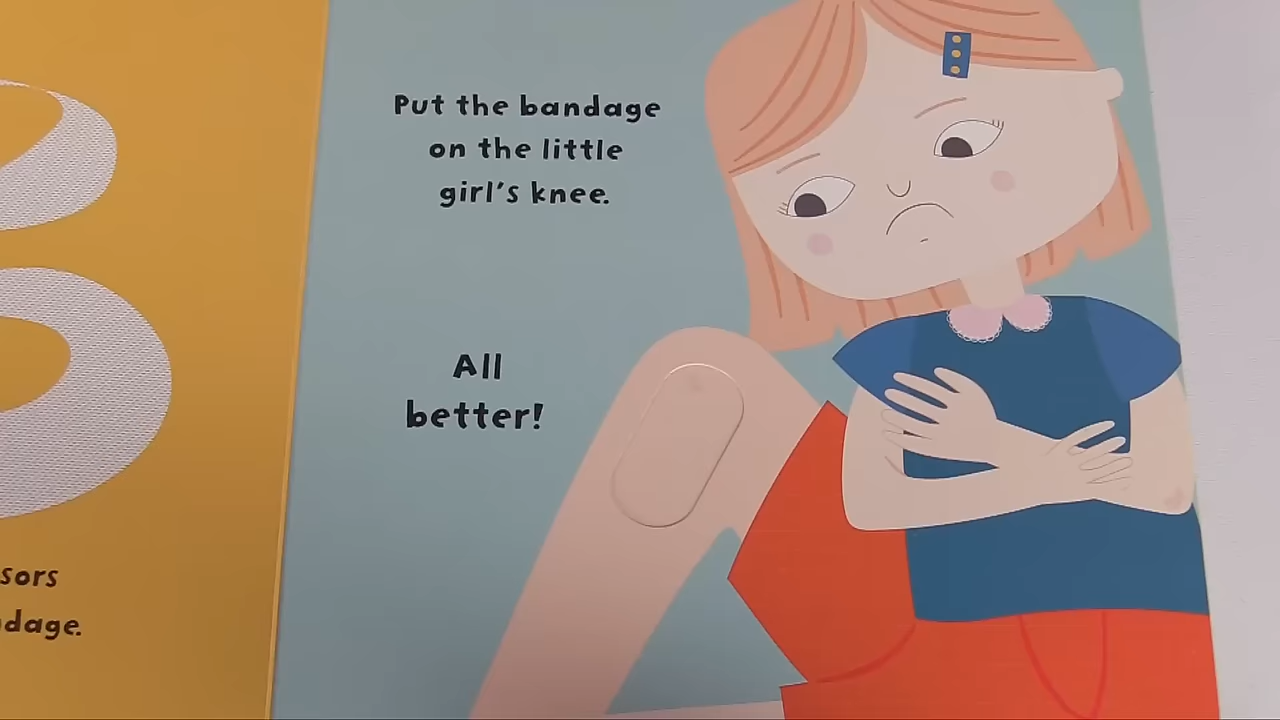 sors
dage.
Put the bandage
on the little
girl's knee.
All
better!